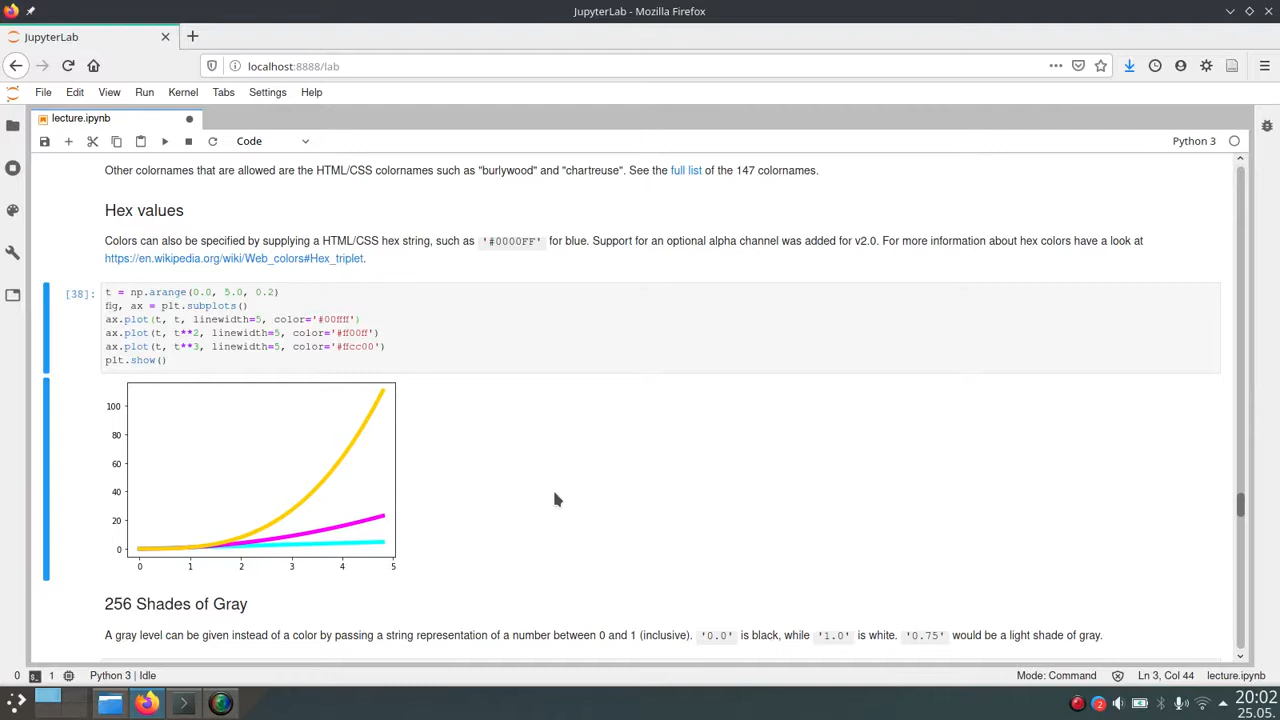 JupyterLab - Mozilla Firefox
JupyterLab
localhost:8888/lab
File Edit View Run Kernel Tabs Settings Help
lecture.ipynb
Code
Python 3
Other colornames that are allowed are the HTML/CSS colornames such as "burlywood" and "chartreuse". See the full list of the 147 colornames.
Hex values
Colors can also be specified by supplying a HTML/CSS hex string, such as '#0000FF' for blue. Support for an optional alpha channel was added for v2.0. For more information about hex colors have a look at
https://en.wikipedia.org/wiki/Web_colors#Hex_triplet.
[38]: t = np.arange(0.0, 5.0, 0.2)
fig, ax = plt.subplots()
ax.plot(t, t, linewidth=5, color='#00ffff')
ax.plot(t, t**2, linewidth=5, color='#ff00ff')
ax.plot(t, t**3, linewidth=5, color='#ffcc00')
plt.show()
100
80
60
40
20
0
0 1 2 3 4 5
256 Shades of Gray
A gray level can be given instead of a color by passing a string representation of a number between 0 and 1 (inclusive). '0.0' is black, while '1.0' is white. '0.75' would be a light shade of gray.
0 1 Python 3 | Idle Mode: Command Ln 3, Col 44 lecture.ipynb
2
20:02
25.05.